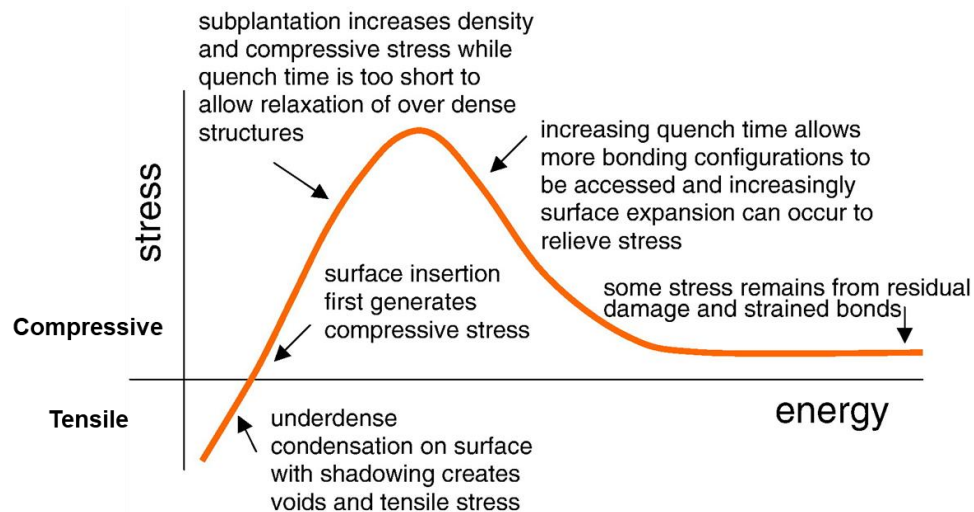 subplantation increases density
and compressive stress while
quench time is too short to
allow relaxation of over dense
structures
increasing quench time allows
more bonding configurations to
be accessed and increasingly
surface expansion can occur to
relieve stress
stress
surface insertion
first generates
compressive stress
some stress remains from residual
damage and strained bonds
Compressive
Tensile
energy
underdense
condensation on surface
with shadowing creates
voids and tensile stress